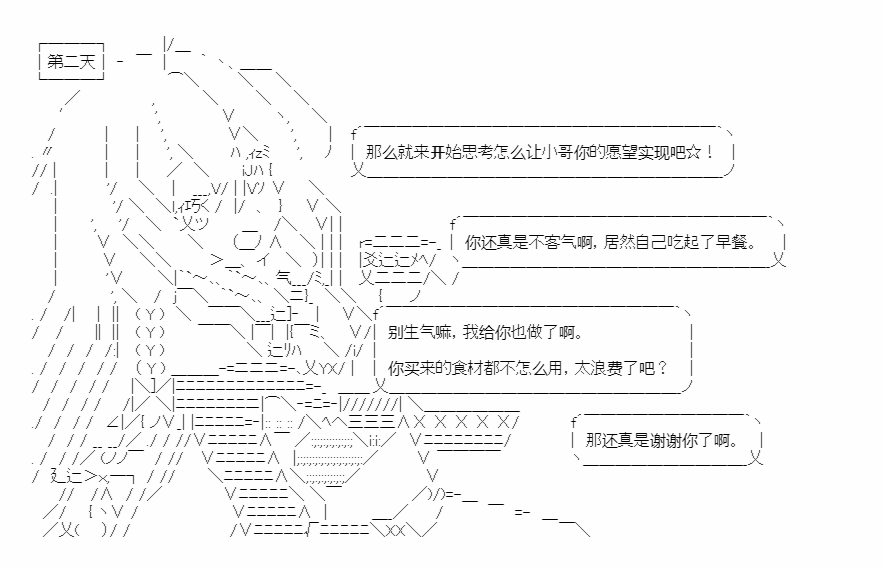 第二天
那么就来开始思考怎么让小哥你的愿望实现吧☆！
你还真是不客气啊，居然自己吃起了早餐。
别生气嘛，我给你也做了啊。
你买来的食材都不怎么用，太浪费了吧？
那还真是谢谢你了啊。